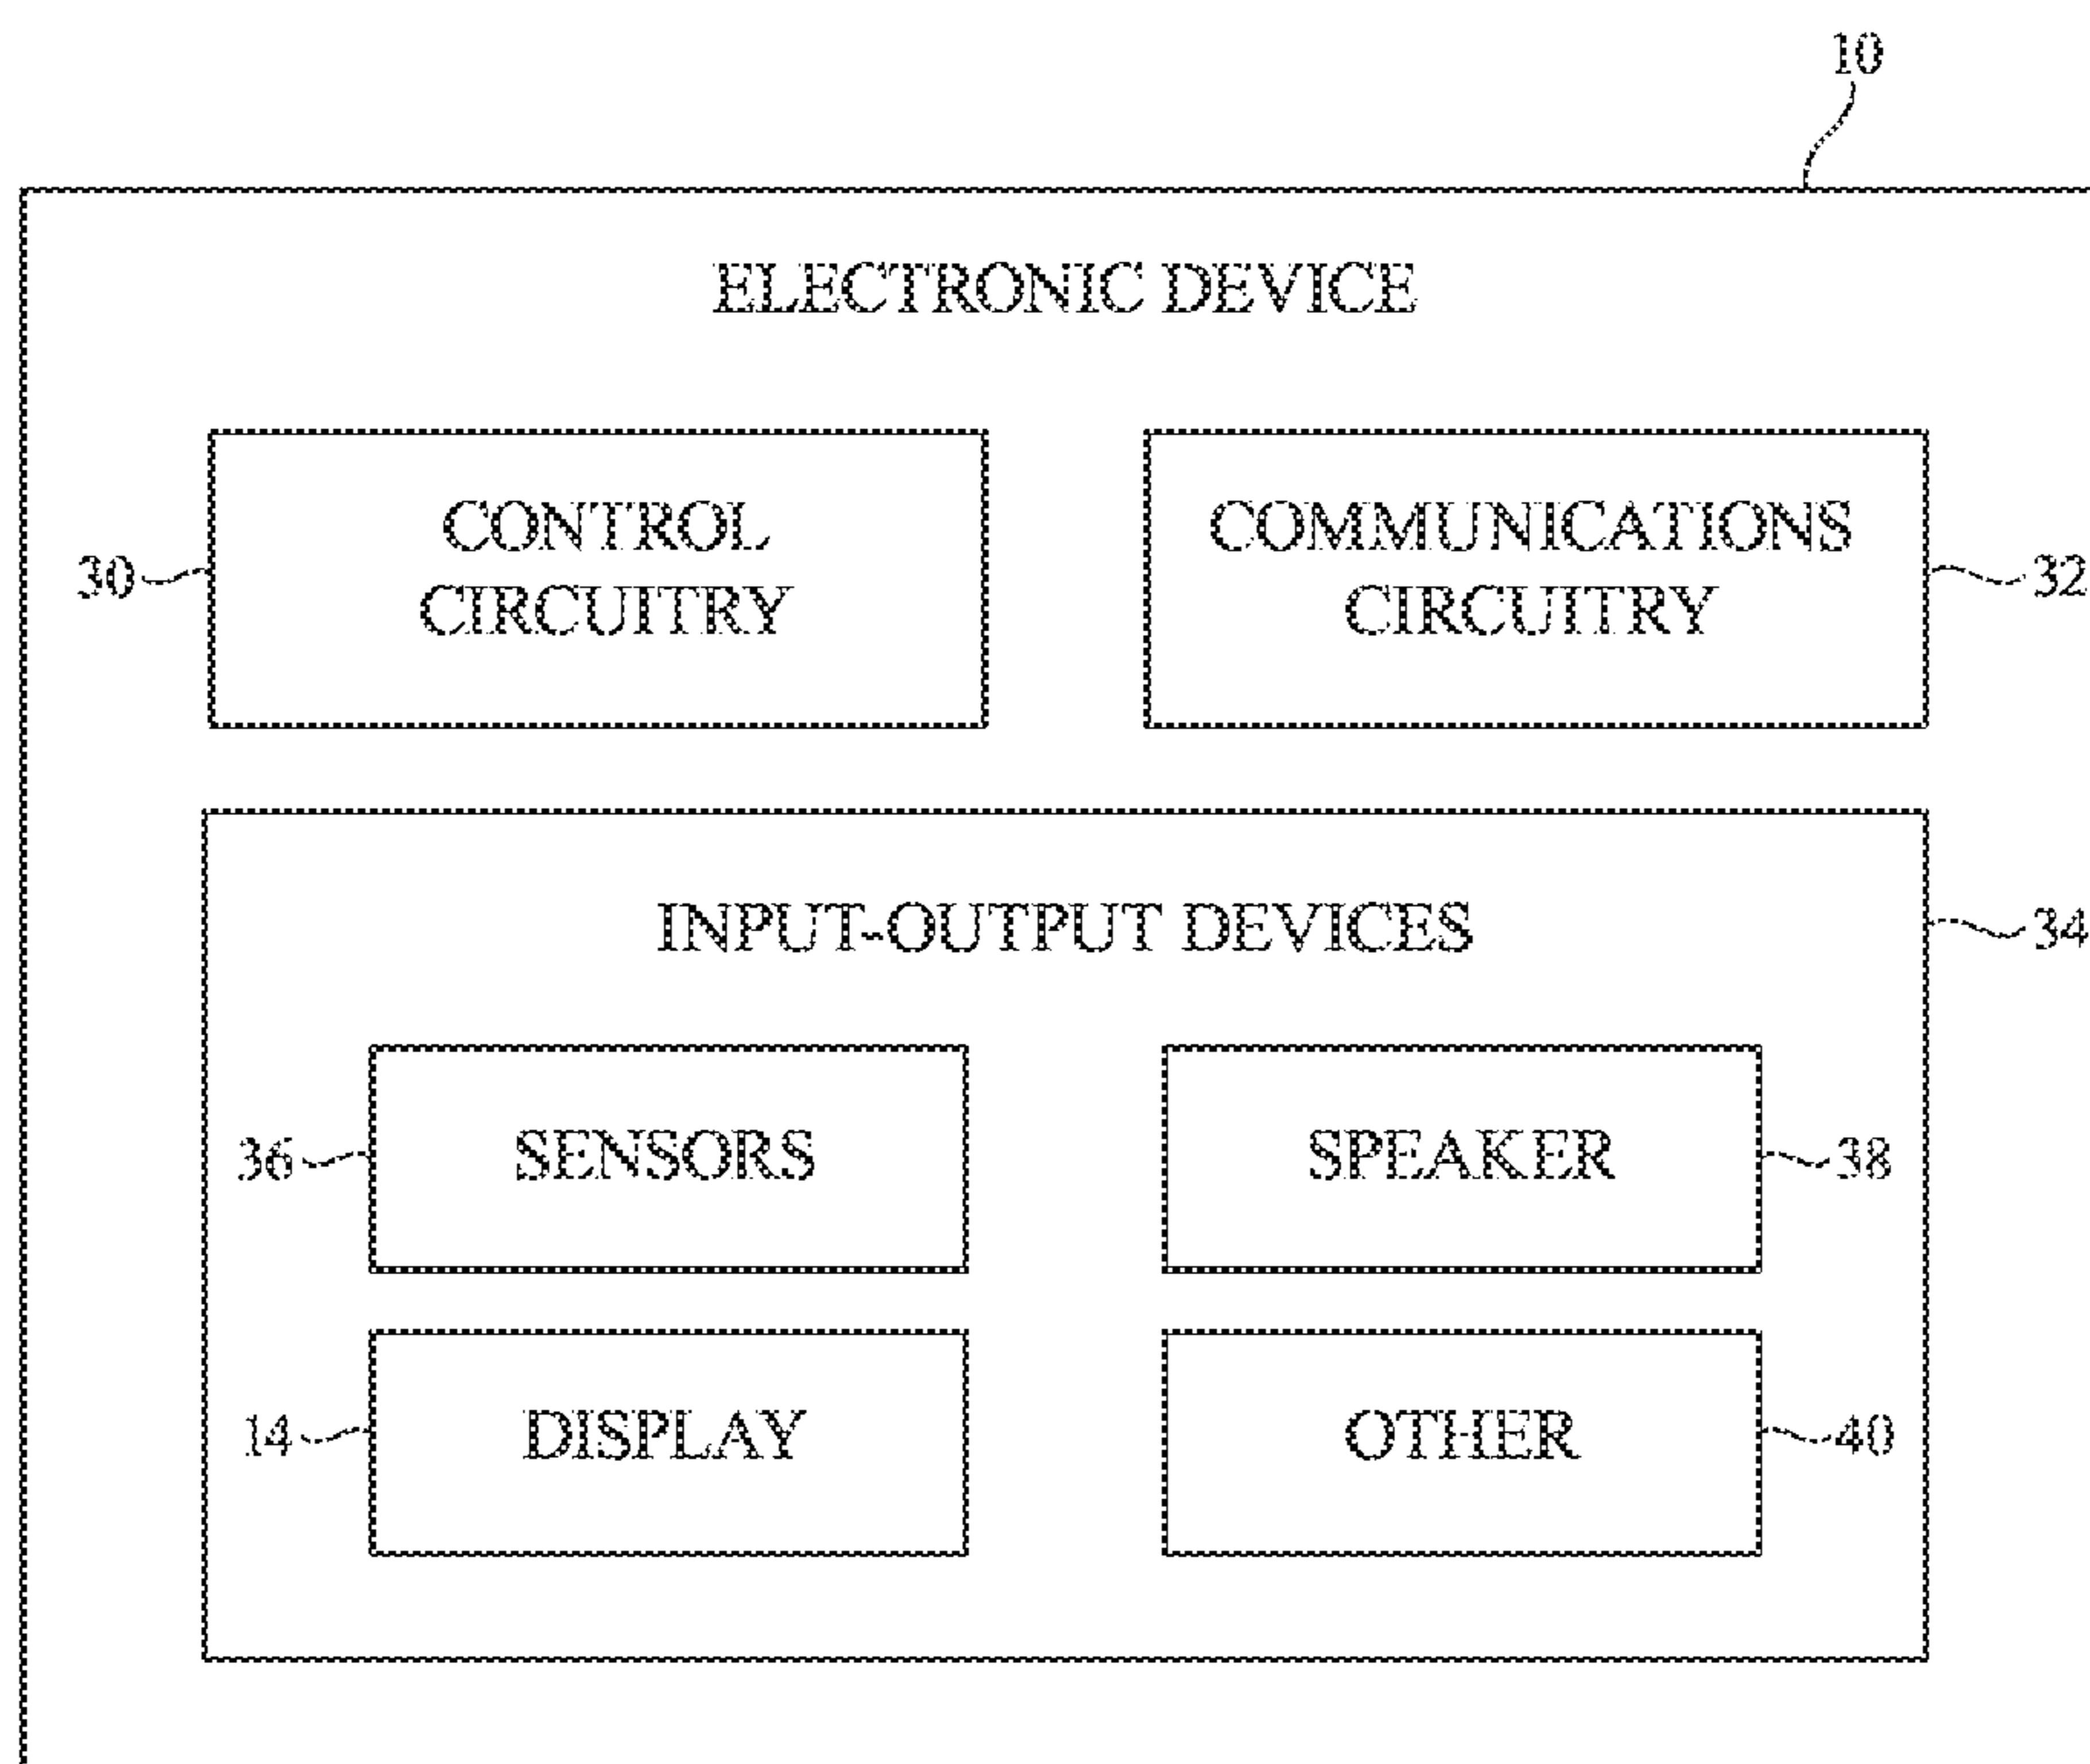 10
ELECTRONIC DEVICE
CONTROL
CIRCUITRY
30
COMMUNICATIONS
CIRCUITRY
32
INPUT-OUTPUT DEVICES
34
36
SENSORS
SPEAKER
38
14
DISPLAY
OTHER
40